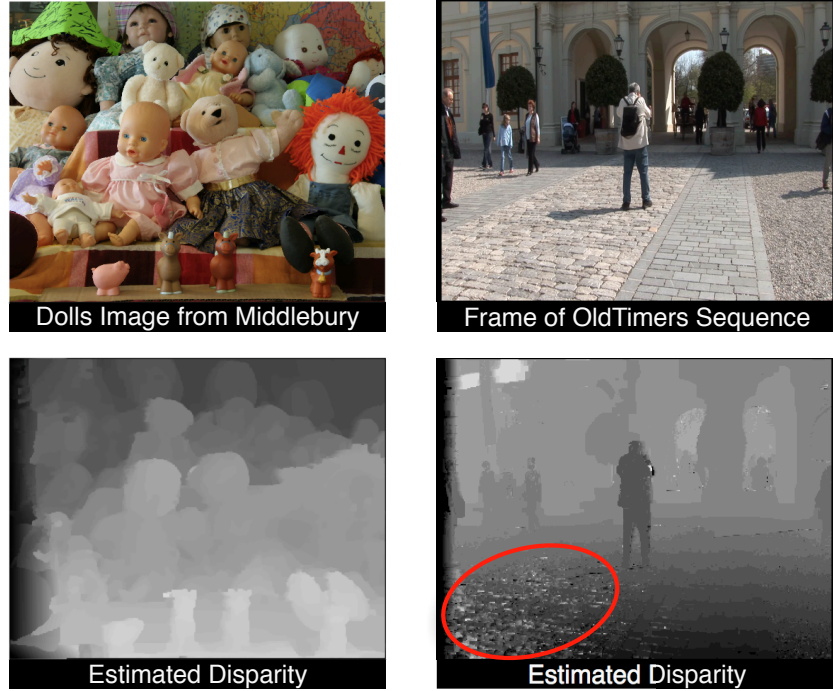 Dolls Image from Middlebury
Frame of OldTimers Sequence
Estimated Disparity
Estimated Disparity